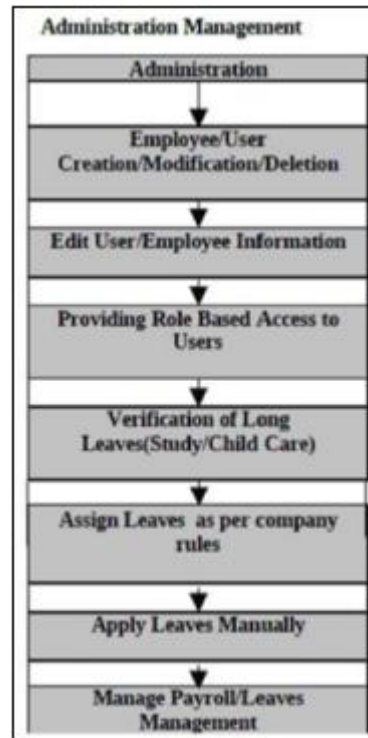 Administration Management
Administration
Employee/User
Creation/Modification/Deletion
Edit User/Employee Information
Providing Role Based Access to
Users
Verification of Long
Leaves(Study/Child Care)
Assign Leaves as per company
rules
Apply Leaves Manually
Manage Payroll/Leaves
Management